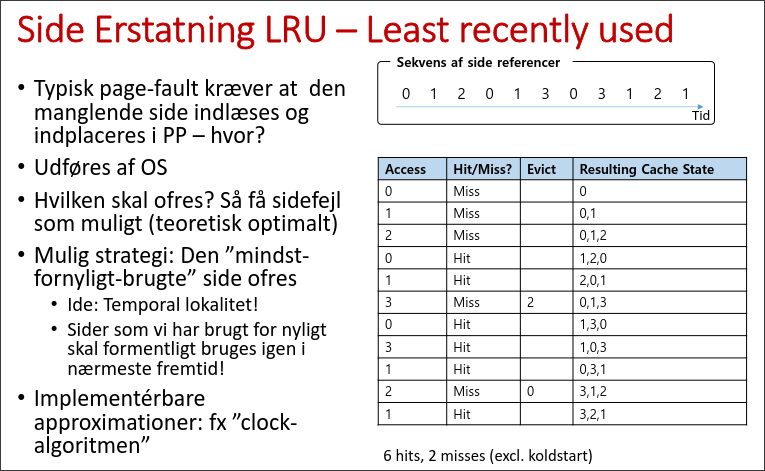 Side Erstatning LRU – Least recently used
• Typisk page-fault kræver at  den
manglende side indlæses og
indplaceres i PP – hvor?
• Udføres af OS
• Hvilken skal ofres? Så få sidefejl
som muligt (teoretisk optimalt)
• Mulig strategi: Den ”mindst-
fornyligt-brugte” side ofres
• Ide: Temporal lokalitet!
• Sider som vi har brugt for nyligt
skal formentligt bruges igen i
nærmeste fremtid!
• Implementérbare
approximationer: fx ”clock-
algoritmen”
Sekvens af side referencer
0 1 2 0 1 3 0 3 1 2 1
Tid
Access Hit/Miss? Evict Resulting Cache State
0 Miss 0
1 Miss 0,1
2 Miss 0,1,2
0 Hit 1,2,0
1 Hit 2,0,1
3 Miss 2 0,1,3
0 Hit 1,3,0
3 Hit 1,0,3
1 Hit 0,3,1
2 Miss 0 3,1,2
1 Hit 3,2,1
6 hits, 2 misses (excl. koldstart)